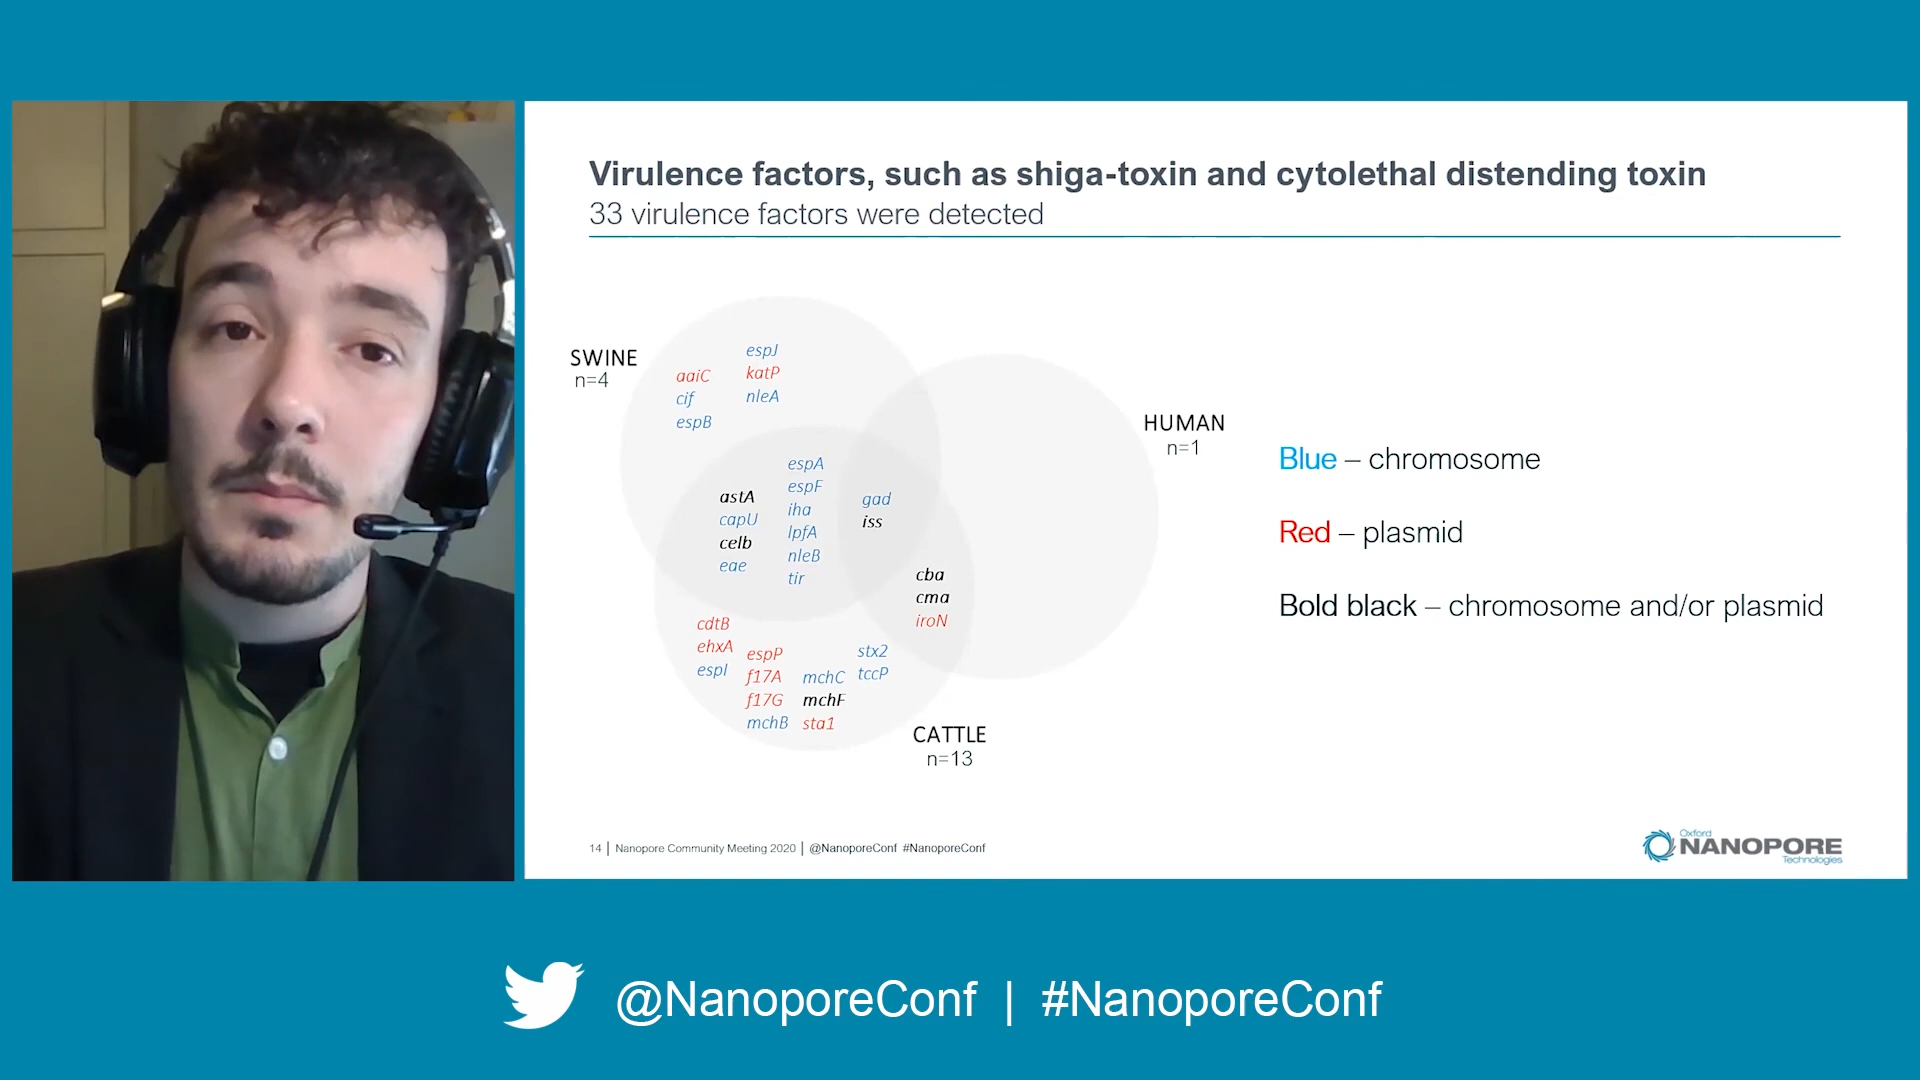 Virulence factors, such as shiga-toxin and cytolethal distending toxin
33 virulence factors were detected
SWINE
n=4
aaiC
cif
espB
espJ
katP
nleA
HUMAN
n=1
astA
capU
celb
eae
espA
espF
iha
lpfA
nleB
tir
gad
iss
cba
cma
iroN
cdtB
ehxA
espI
espP
f17A
f17G
mchB
mchC
mchF
sta1
stx2
tccP
CATTLE
n=13
Blue – chromosome
Red – plasmid
Bold black – chromosome and/or plasmid
14 | Nanopore Community Meeting 2020 | @NanoporeConf #NanoporeConf
Oxford
NANOPORE
Technologies
@NanoporeConf | #NanoporeConf